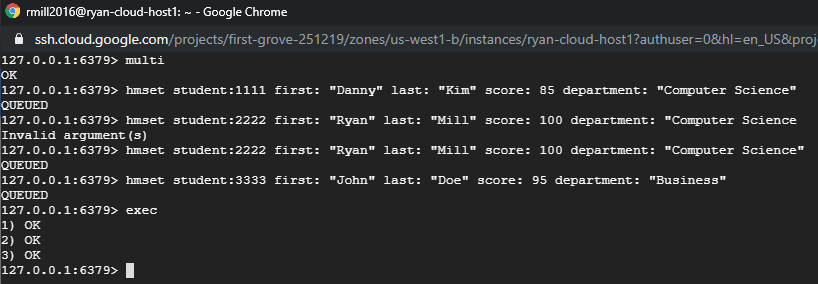 rmill2016@ryan-cloud-host1: ~ - Google Chrome
ssh.cloud.google.com/projects/first-grove-251219/zones/us-west1-b/instances/ryan-cloud-host1?authuser=0&hl=en_US&proj
127.0.0.1:6379> multi
OK
127.0.0.1:6379> hmset student:1111 first: "Danny" last: "Kim" score: 85 department: "Computer Science"
QUEUED
127.0.0.1:6379> hmset student:2222 first: "Ryan" last: "Mill" score: 100 department: "Computer Science
Invalid argument(s)
127.0.0.1:6379> hmset student:2222 first: "Ryan" last: "Mill" score: 100 department: "Computer Science"
QUEUED
127.0.0.1:6379> hmset student:3333 first: "John" last: "Doe" score: 95 department: "Business"
QUEUED
127.0.0.1:6379> exec
1) OK
2) OK
3) OK
127.0.0.1:6379>